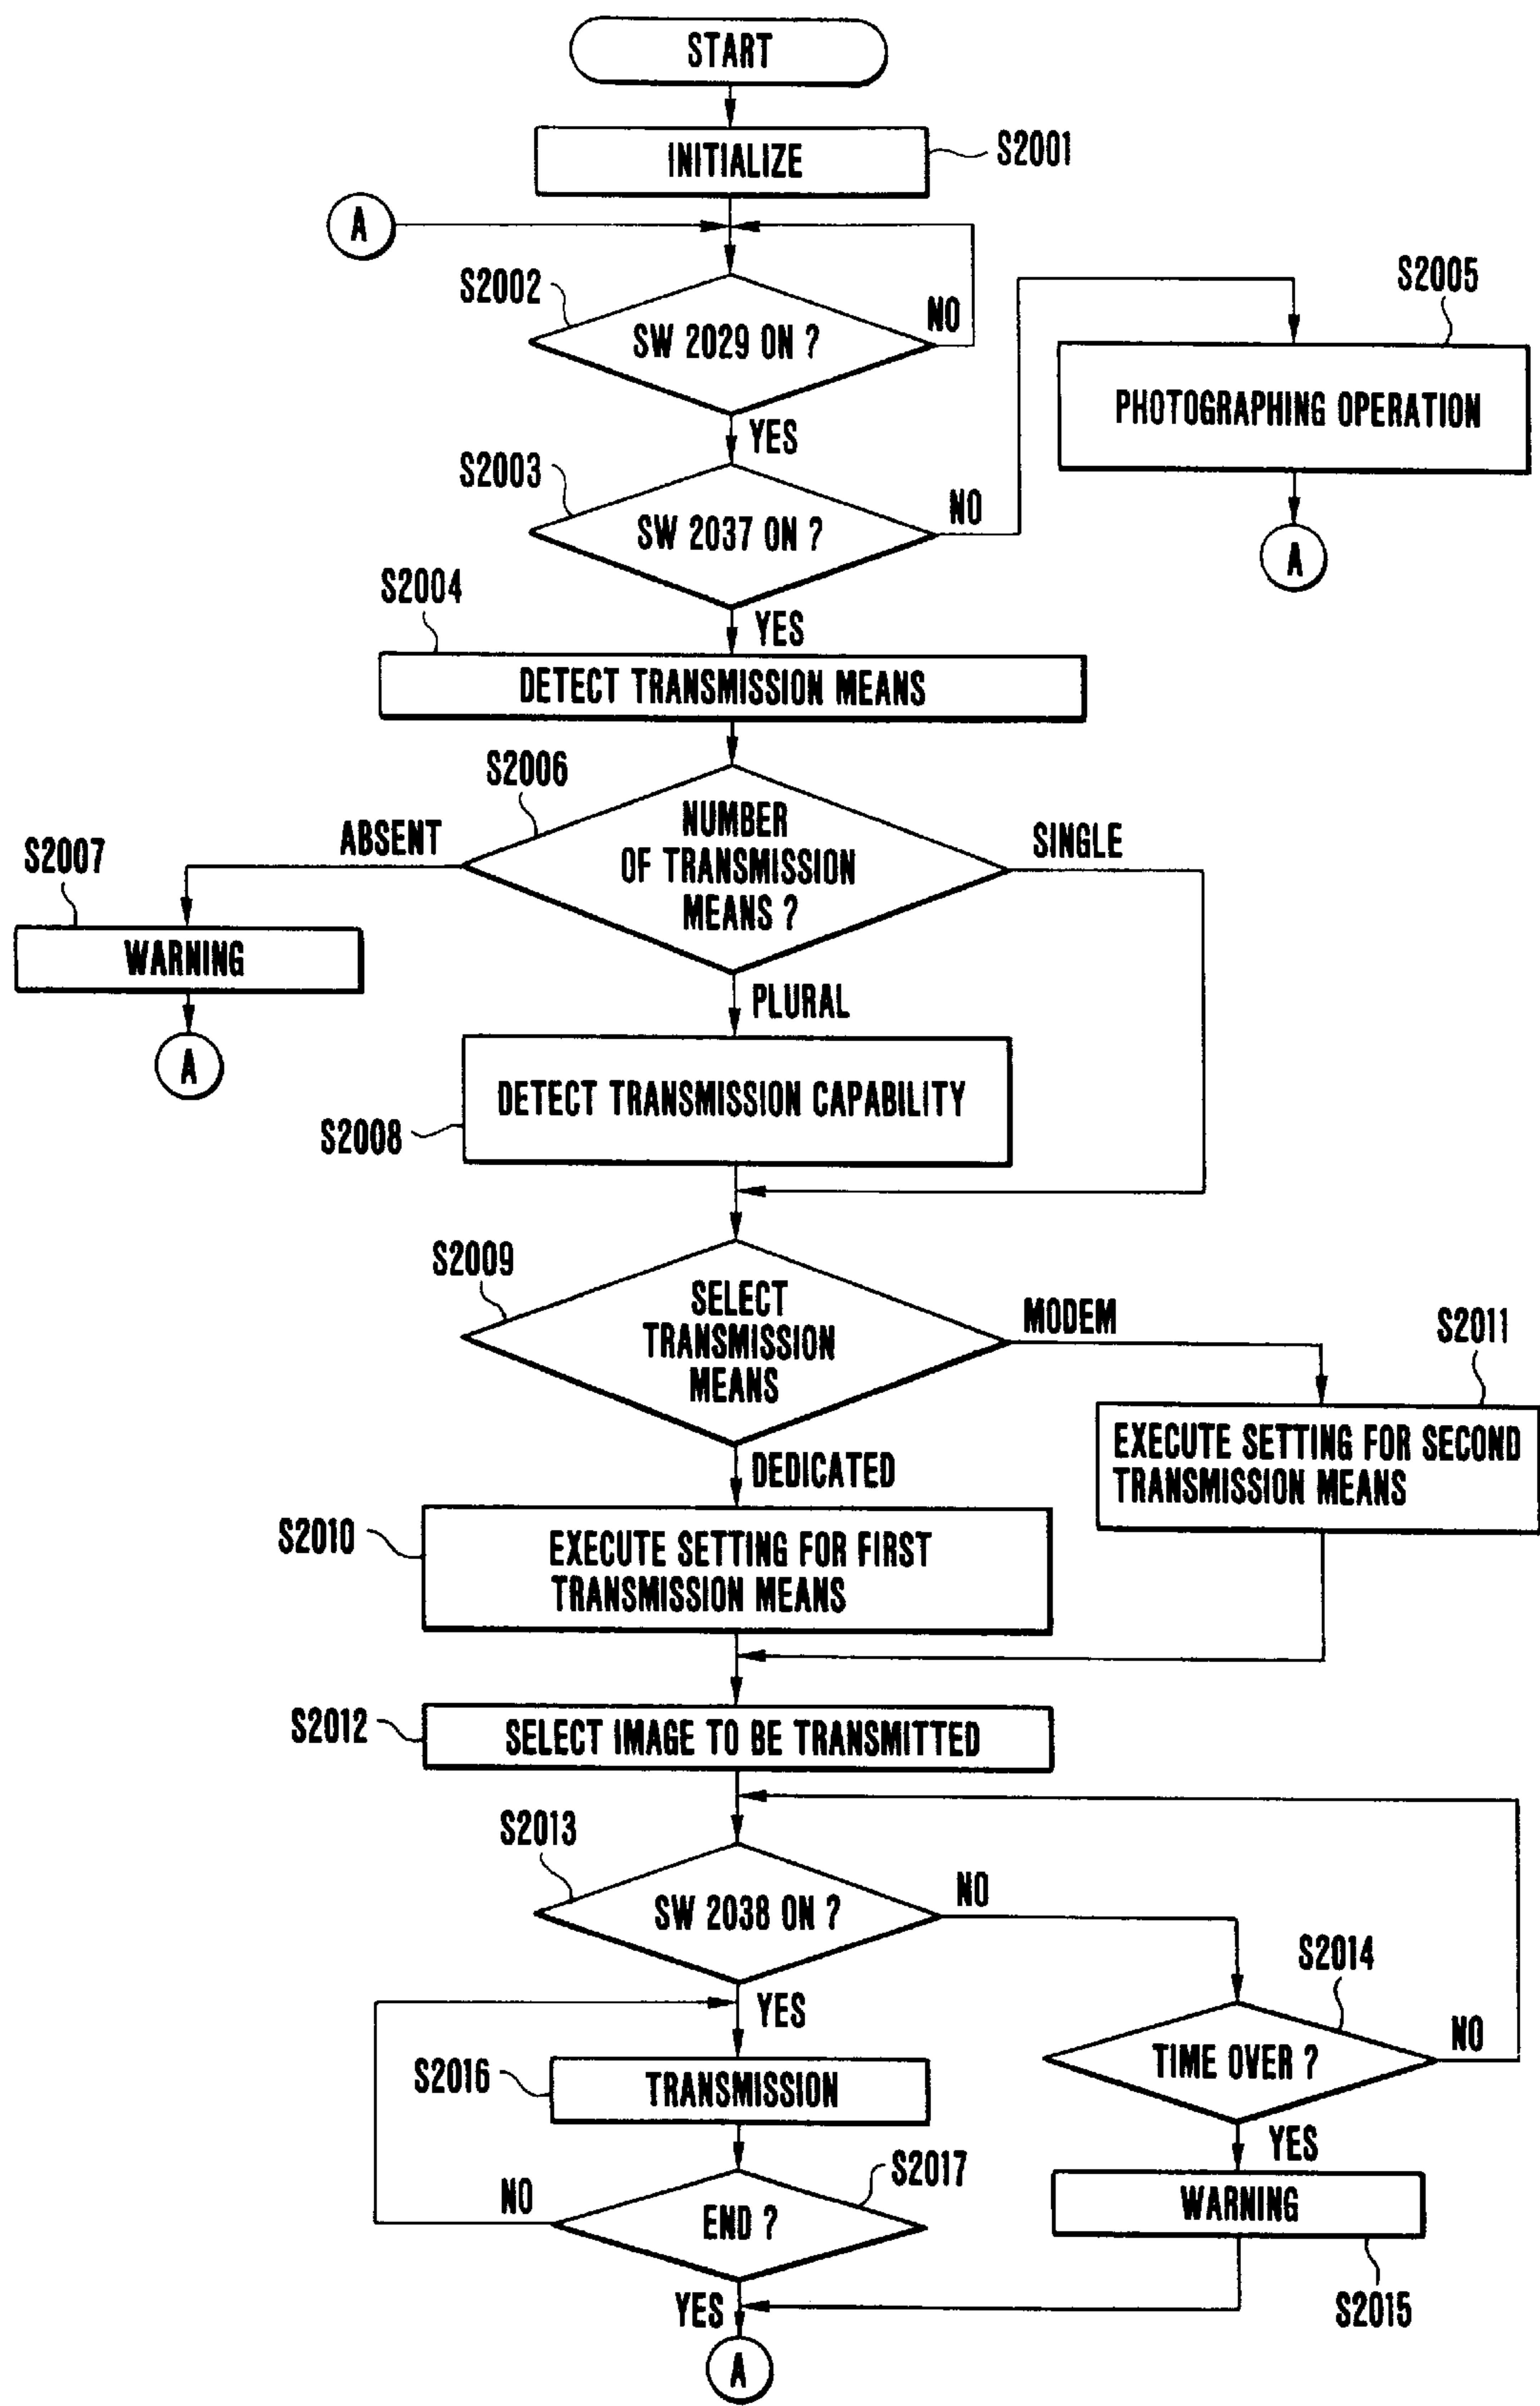 START
INITIALIZE
S2001
A
S2002
SW 2029 ON ?
NO
S2005
PHOTOGRAPHING OPERATION
A
YES
S2003
SW 2037 ON ?
NO
S2004
YES
DETECT TRANSMISSION MEANS
S2006
NUMBER
OF TRANSMISSION
MEANS ?
ABSENT
SINGLE
S2007
WARNING
A
PLURAL
DETECT TRANSMISSION CAPABILITY
S2008
S2009
SELECT
TRANSMISSION
MEANS
MODEM
S2011
EXECUTE SETTING FOR SECOND
TRANSMISSION MEANS
DEDICATED
S2010
EXECUTE SETTING FOR FIRST
TRANSMISSION MEANS
S2012
SELECT IMAGE TO BE TRANSMITTED
S2013
SW 2038 ON ?
NO
S2014
TIME OVER ?
NO
YES
S2016
TRANSMISSION
YES
S2017
NO
END ?
WARNING
S2015
YES
A